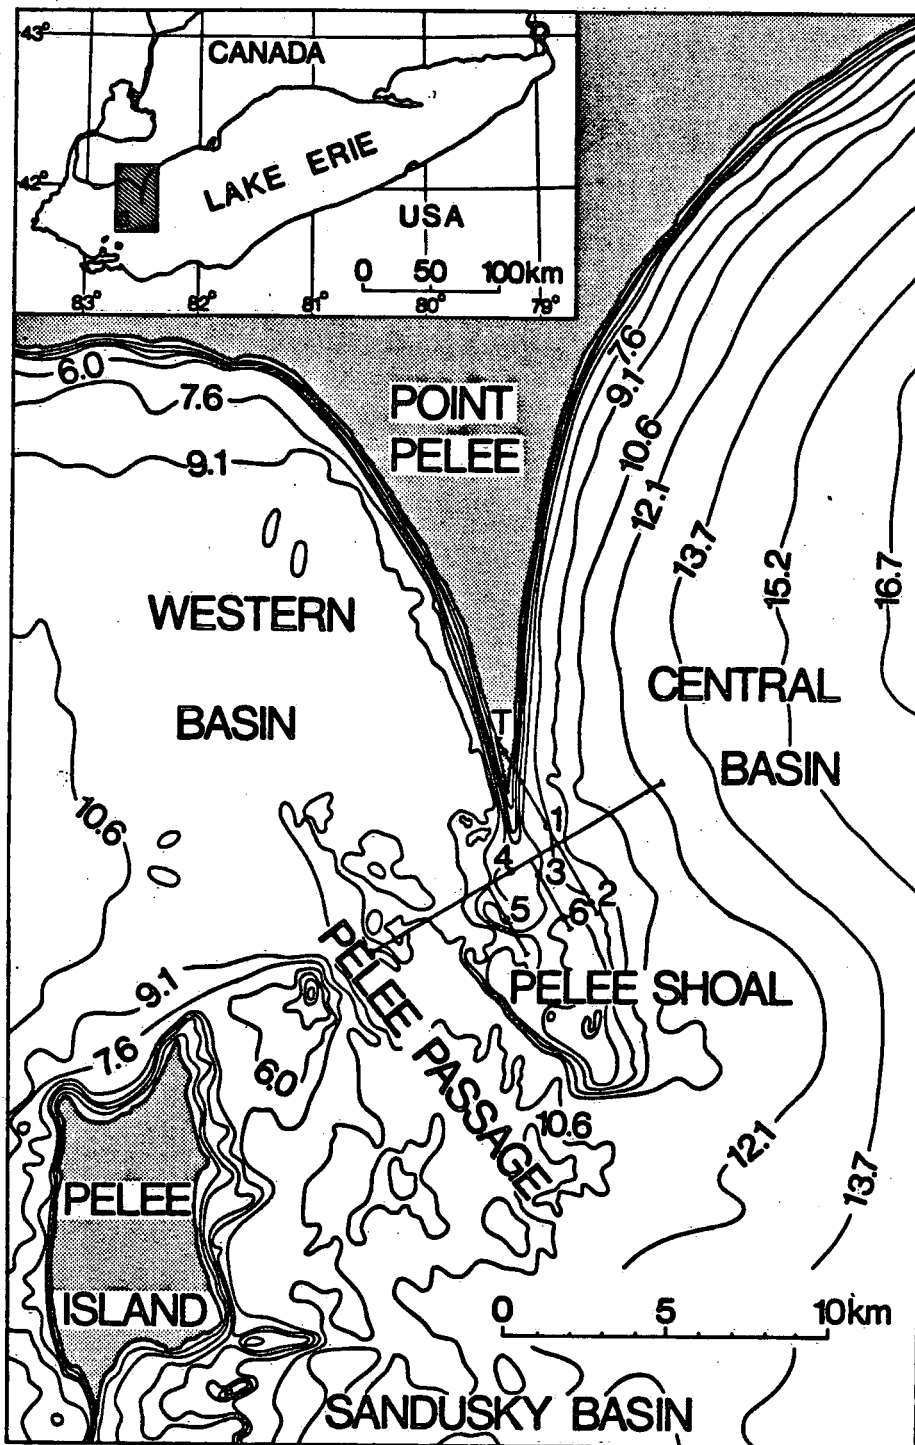 43°
CANADA
LAKE ERIE
42°
USA
0 50 100km
83° 82° 81° 80° 79°
6.0
7.6
9.1
POINT
PELEE
7.6
9.1
10.6
12.1
13.7
15.2
16.7
WESTERN
BASIN
CENTRAL
BASIN
T
10.6
1
4
3
2
5
6
PELEE SHOAL
PELEE PASSAGE
9.1
7.6
6.0
10.6
12.1
13.7
PELEE
ISLAND
0 5 10km
SANDUSKY BASIN